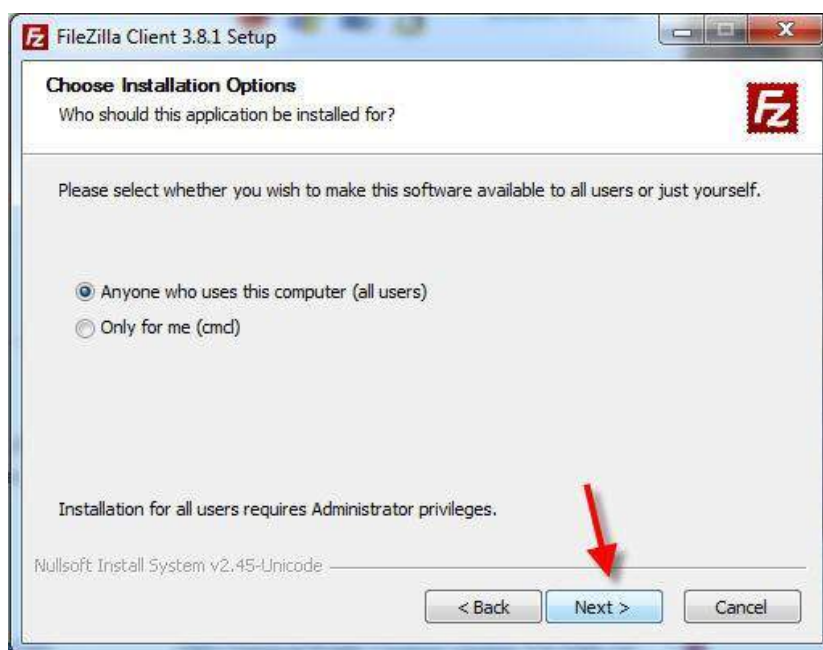 FileZilla Client 3.8.1 Setup
Choose Installation Options
Who should this application be installed for?
Fz
Please select whether you wish to make this software available to all users or just yourself.
Anyone who uses this computer (all users)
Only for me (cmcl)
Installation for all users requires Administrator privileges.
Nullsoft Install System v2.45-Unicode
< Back Next > Cancel